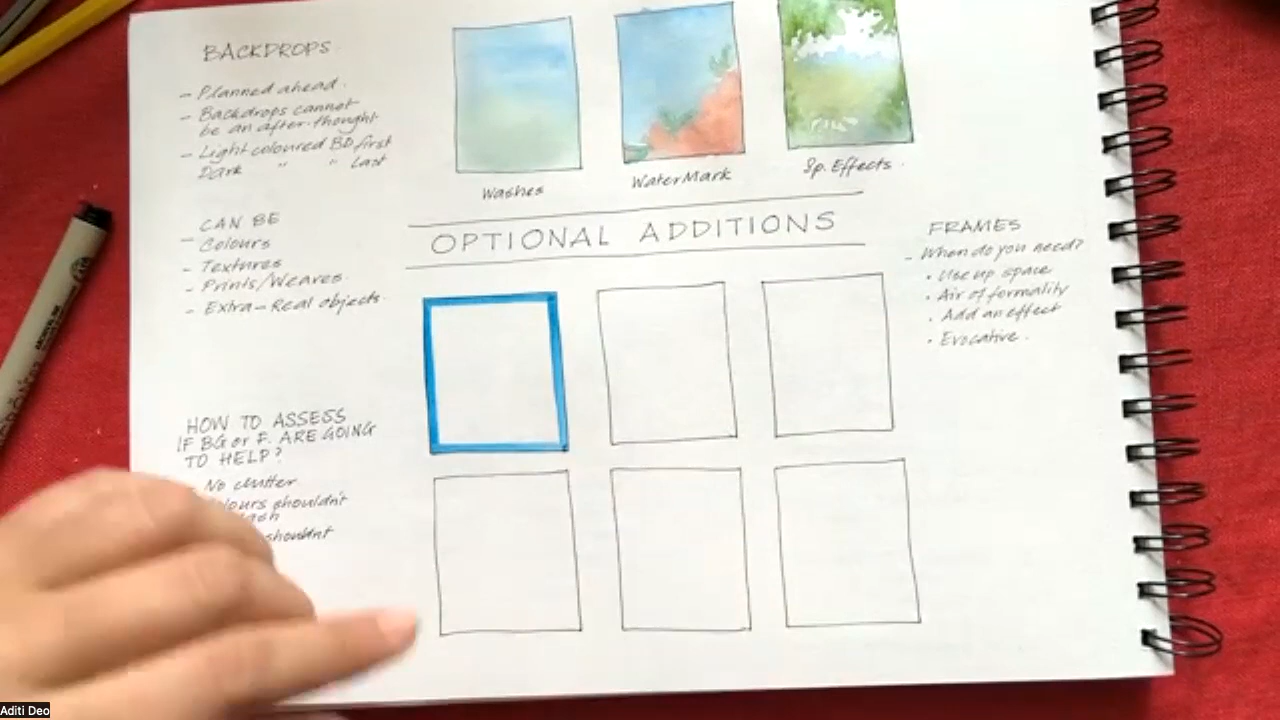 BACKDROPS
- Planned ahead.
- Backdrops cannot
be an after-thought
- Light coloured BD first
Dark " " Last
Washes
WaterMark
Sp. Effects.
OPTIONAL ADDITIONS
CAN BE
- Colours
- Textures
- Prints/Weaves.
- Extra-Real objects.
FRAMES
- When do you need?
• Use up space
• Air of formality
• Add an effect
• Evocative.
HOW TO ASSESS
IF BG or F. ARE GOING
TO HELP?
No clutter
olours shouldn't
shouldnt
Aditi Deo